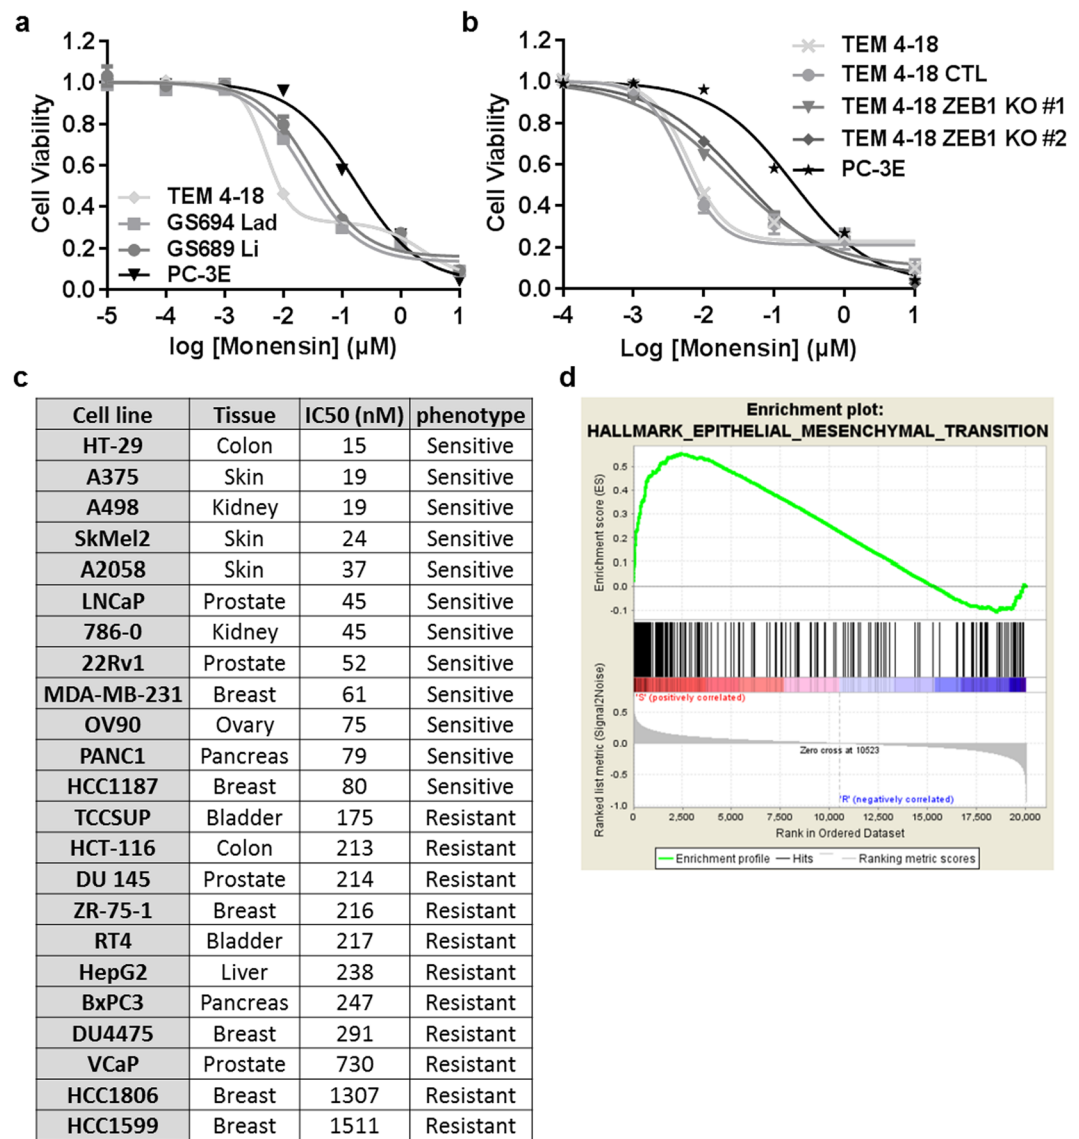 a
1.2
1.0
0.8
0.6
0.4
0.2
0.0
Cell Viability
TEM 4-18
GS694 Lad
GS689 Li
PC-3E
-5 -4 -3 -2 -1 0 1
log [Monensin] (µM)
b
1.2
1.0
0.8
0.6
0.4
0.2
0.0
Cell Viability
TEM 4-18
TEM 4-18 CTL
TEM 4-18 ZEB1 KO #1
TEM 4-18 ZEB1 KO #2
PC-3E
-4 -3 -2 -1 0 1
Log [Monensin] (µM)
c
Cell line Tissue IC50 (nM) phenotype
HT-29 Colon 15 Sensitive
A375 Skin 19 Sensitive
A498 Kidney 19 Sensitive
SkMel2 Skin 24 Sensitive
A2058 Skin 37 Sensitive
LNCaP Prostate 45 Sensitive
786-0 Kidney 45 Sensitive
22Rv1 Prostate 52 Sensitive
MDA-MB-231 Breast 61 Sensitive
OV90 Ovary 75 Sensitive
PANC1 Pancreas 79 Sensitive
HCC1187 Breast 80 Sensitive
TCCSUP Bladder 175 Resistant
HCT-116 Colon 213 Resistant
DU 145 Prostate 214 Resistant
ZR-75-1 Breast 216 Resistant
RT4 Bladder 217 Resistant
HepG2 Liver 238 Resistant
BxPC3 Pancreas 247 Resistant
DU4475 Breast 291 Resistant
VCaP Prostate 730 Resistant
HCC1806 Breast 1307 Resistant
HCC1599 Breast 1511 Resistant
d
Enrichment plot:
HALLMARK_EPITHELIAL_MESENCHYMAL_TRANSITION
Enrichment score (ES)
0.5
0.4
0.3
0.2
0.1
0.0
-0.1
'S' (positively correlated)
Ranked list metric (Signal2Noise)
0.5
0.0
-0.5
-1.0
Zero cross at 10523
'R' (negatively correlated)
0 2,500 5,000 7,500 10,000 12,500 15,000 17,500 20,000
Rank in Ordered Dataset
Enrichment profile Hits Ranking metric scores